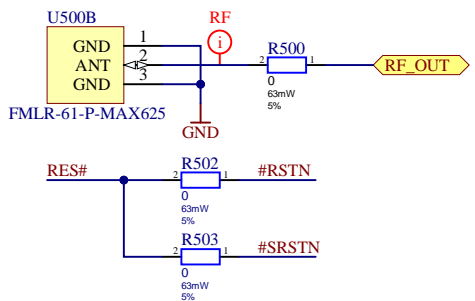 U500B
GND 1
ANT 2
GND 3
FMLR-61-P-MAX625
GND
RF
i
R500
2 1
0
63mW
5%
RF_OUT
RES#
R502
2 1
0
63mW
5%
#RSTN
R503
2 1
0
63mW
5%
#SRSTN